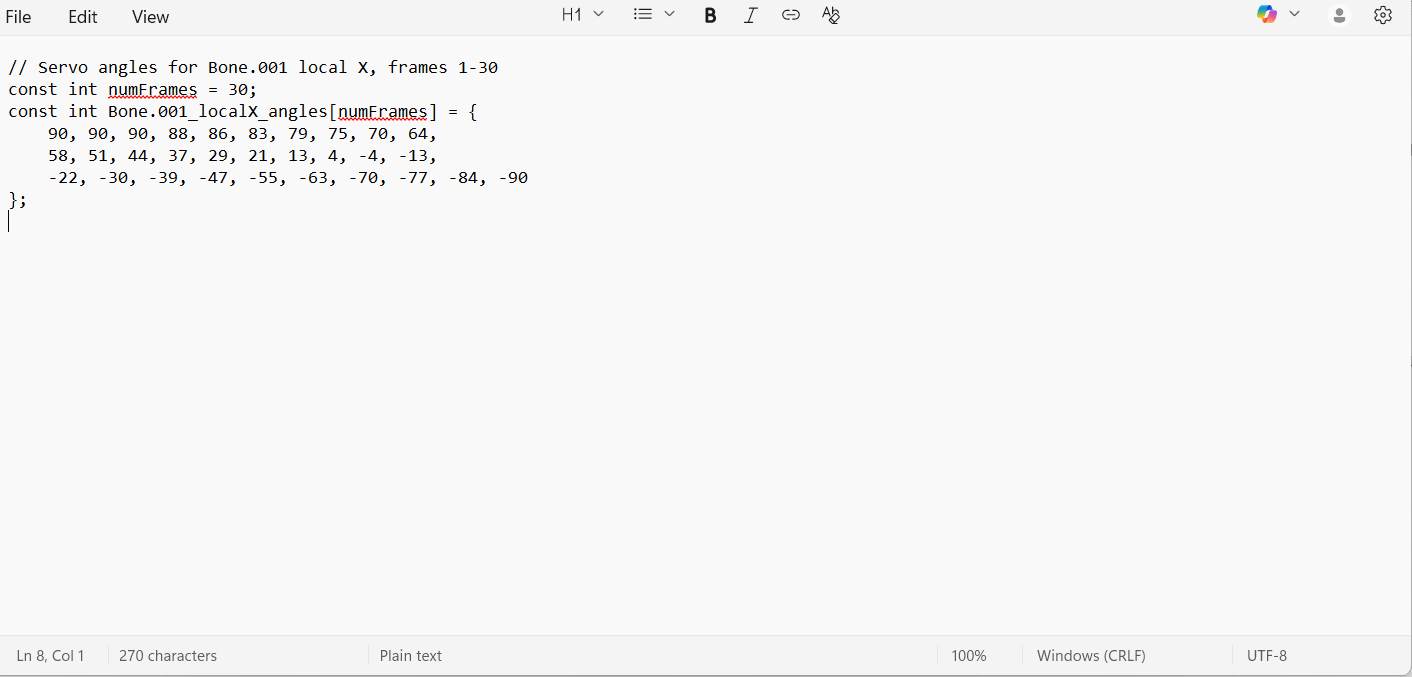 File Edit View H1 B I A
// Servo angles for Bone.001 local X, frames 1-30
const int numFrames = 30;
const int Bone.001_localX_angles[numFrames] = {
    90, 90, 90, 88, 86, 83, 79, 75, 70, 64,
    58, 51, 44, 37, 29, 21, 13, 4, -4, -13,
    -22, -30, -39, -47, -55, -63, -70, -77, -84, -90
};
Ln 8, Col 1 270 characters Plain text 100% Windows (CRLF) UTF-8